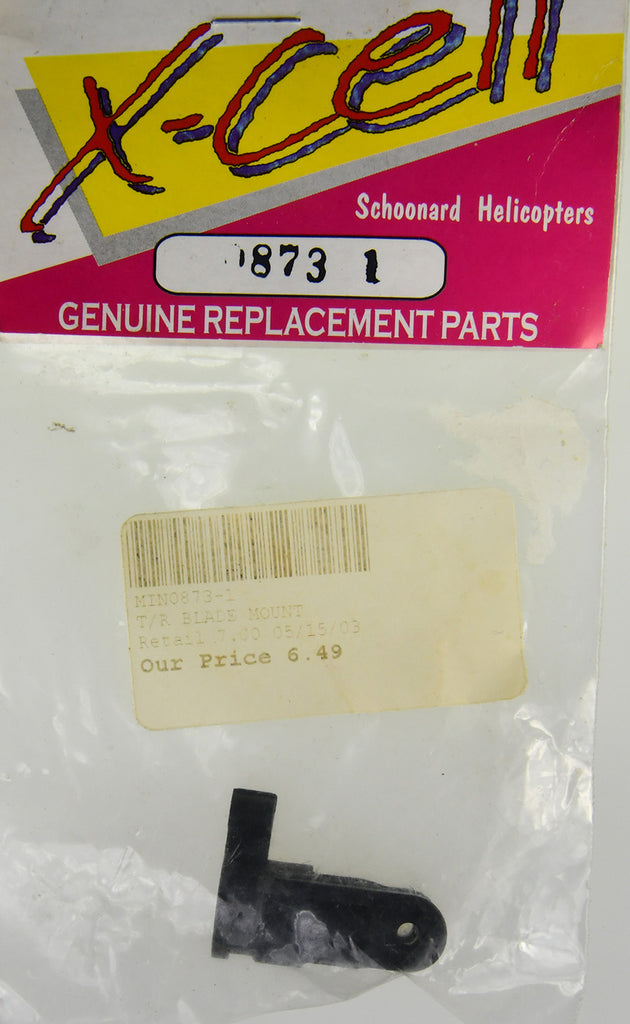 X-Cell
Schoonard Helicopters
0873 1
GENUINE REPLACEMENT PARTS
MIN0873-1
T/R BLADE MOUNT
Retail 7.00 05/15/03
Our Price 6.49